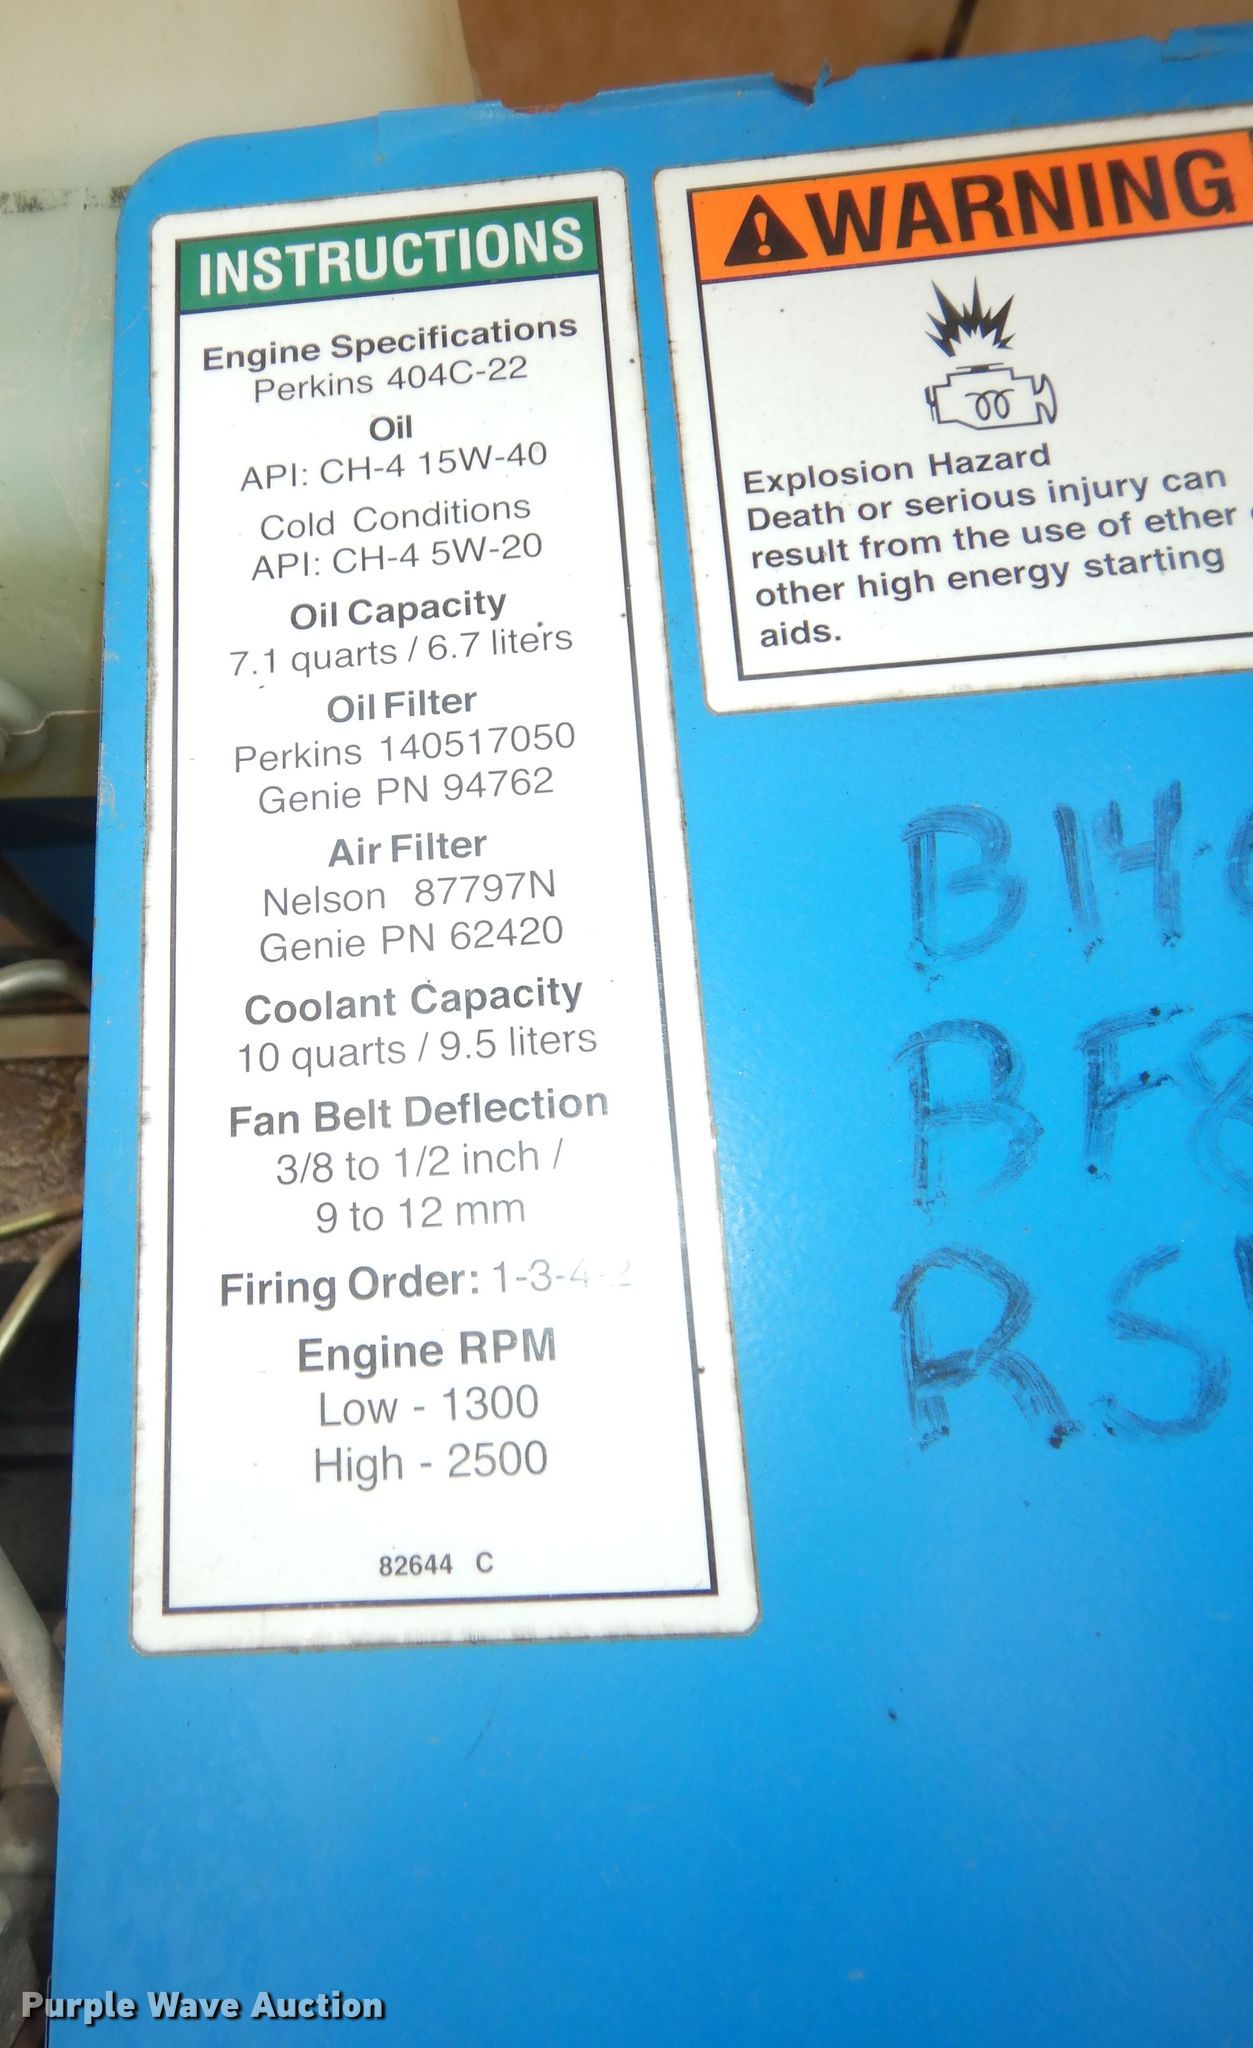 INSTRUCTIONS
Engine Specifications
Perkins 404C-22
Oil
API: CH-4 15W-40
Cold Conditions
API: CH-4 5W-20
Oil Capacity
7.1 quarts / 6.7 liters
Oil Filter
Perkins 140517050
Genie PN 94762
Air Filter
Nelson 87797N
Genie PN 62420
Coolant Capacity
10 quarts / 9.5 liters
Fan Belt Deflection
3/8 to 1/2 inch /
9 to 12 mm
Firing Order: 1-3-4-2
Engine RPM
Low - 1300
High - 2500
82644 C
WARNING
Explosion Hazard
Death or serious injury can
result from the use of ether
other high energy starting
aids.
B14
BF8
RS
Purple Wave Auction